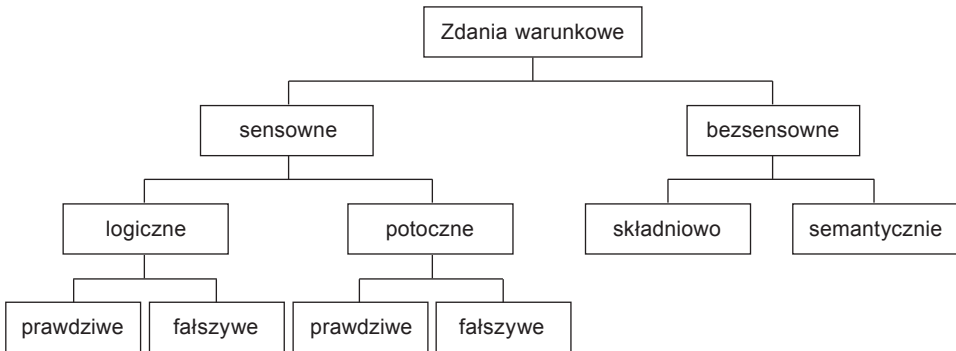 Zdania warunkowe
sensowne
bezsensowne
logiczne
potoczne
składniowo
semantycznie
prawdziwe
fałszywe
prawdziwe
fałszywe